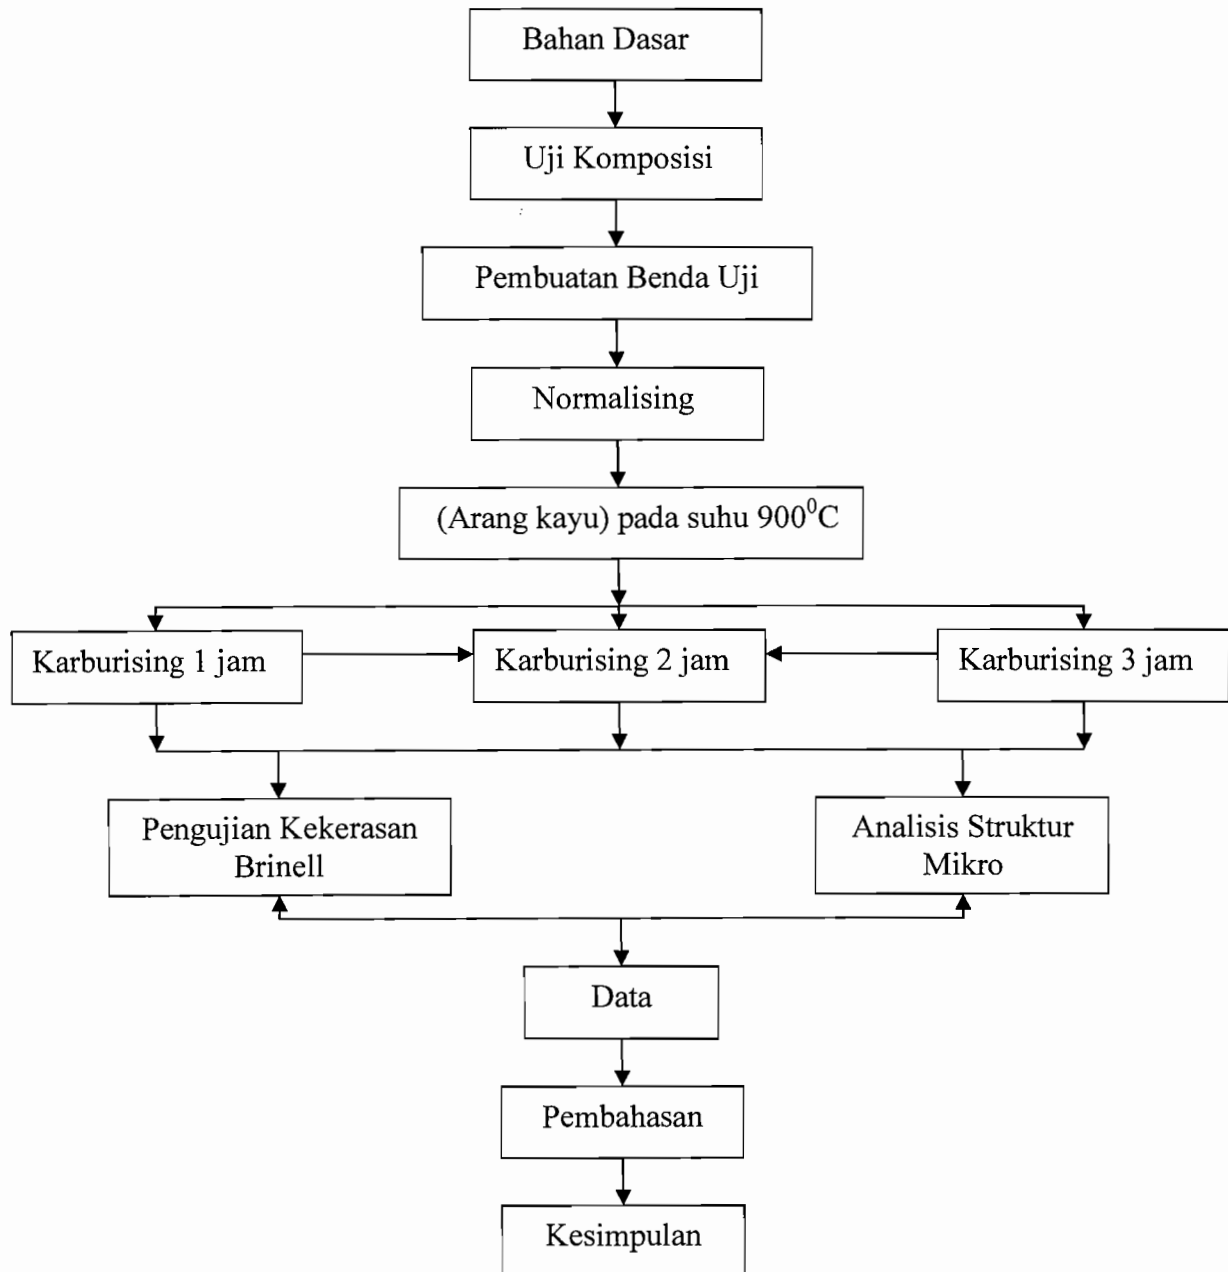 Bahan Dasar
Uji Komposisi
Pembuatan Benda Uji
Normalising
(Arang kayu) pada suhu 900⁰C
Karburising 1 jam
Karburising 2 jam
Karburising 3 jam
Pengujian Kekerasan
Brinell
Analisis Struktur
Mikro
Data
Pembahasan
Kesimpulan